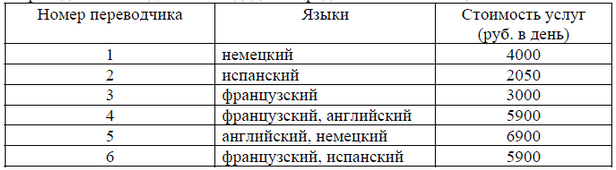 Номер переводчика Языки Стоимость услуг
(руб. в день)
1 немецкий 4000
2 испанский 2050
3 французский 3000
4 французский, английский 5900
5 английский, немецкий 6900
6 французский, испанский 5900